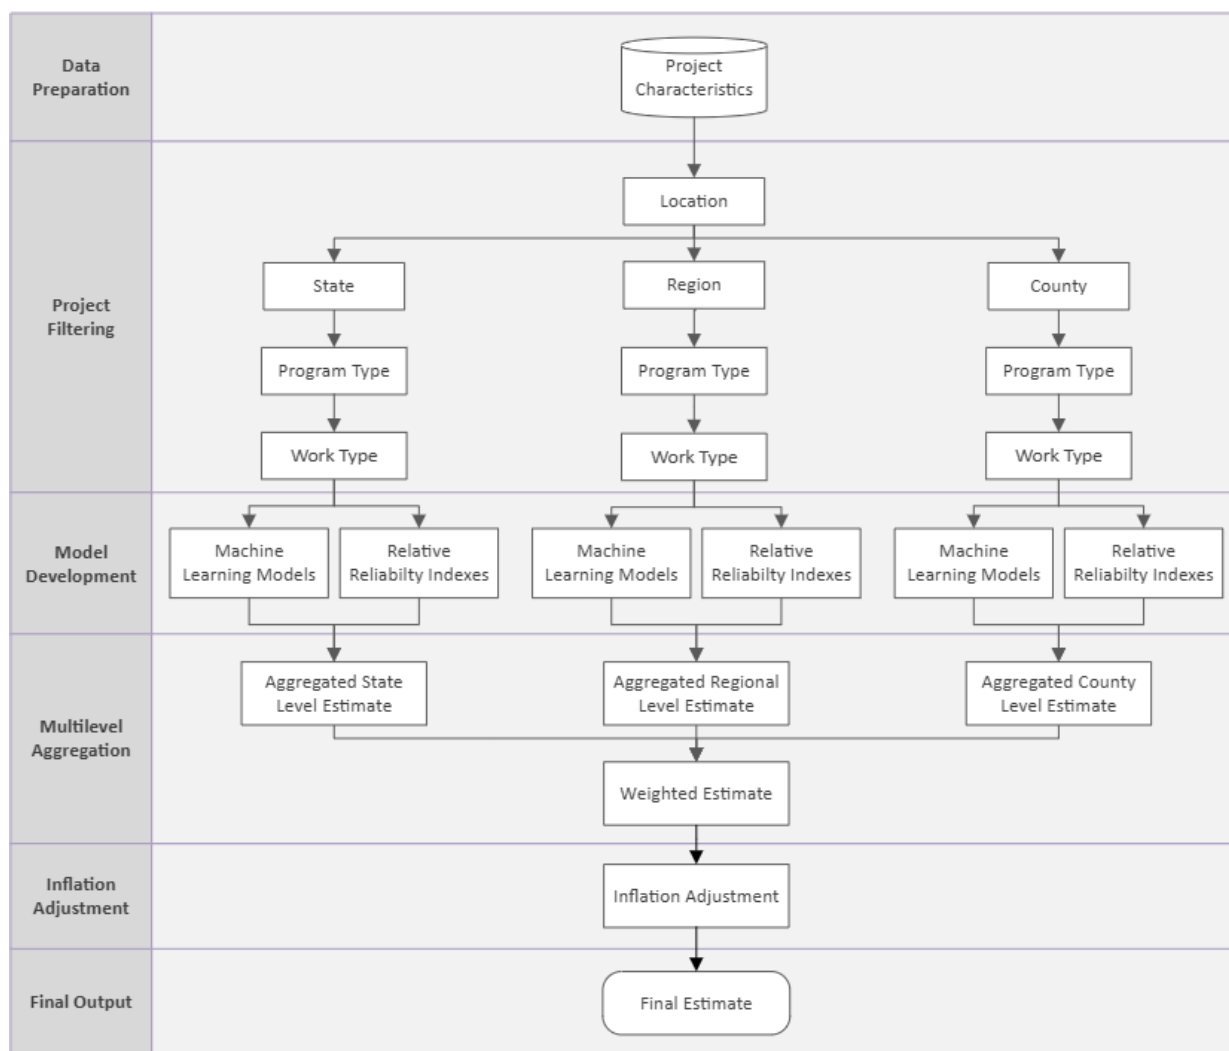 Data
Preparation
Project
Characteristics
Project
Filtering
Location
State
Region
County
Program Type
Program Type
Program Type
Work Type
Work Type
Work Type
Model
Development
Machine
Learning Models
Relative
Reliabilty Indexes
Machine
Learning Models
Relative
Reliabilty Indexes
Machine
Learning Models
Relative
Reliabilty Indexes
Multilevel
Aggregation
Aggregated State
Level Estimate
Aggregated Regional
Level Estimate
Aggregated County
Level Estimate
Weighted Estimate
Inflation
Adjustment
Inflation Adjustment
Final Output
Final Estimate